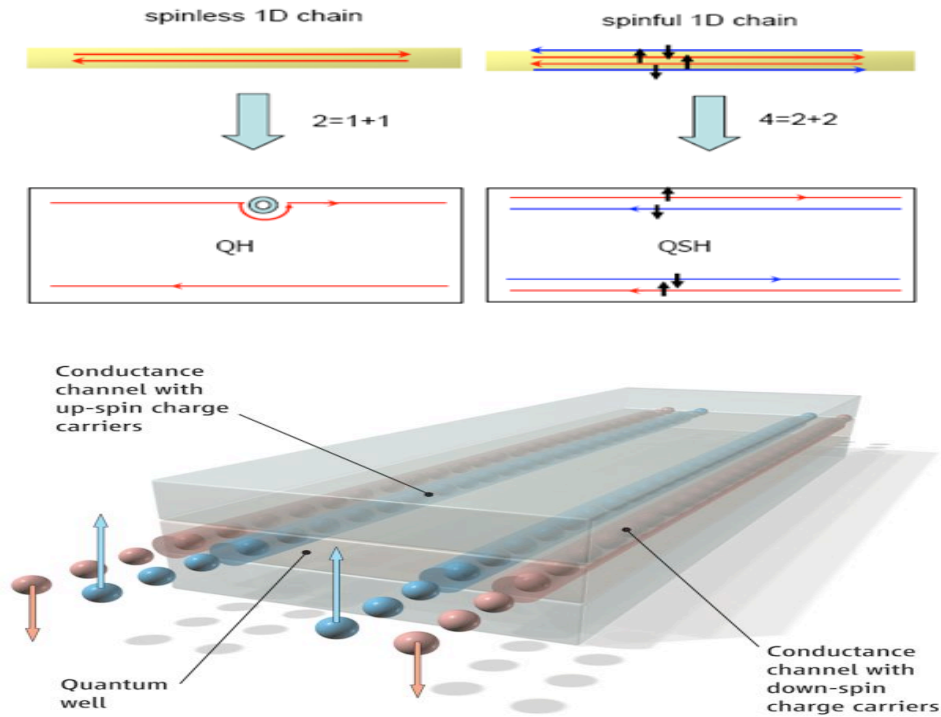 spinless 1D chain
spinful 1D chain
2=1+1
4=2+2
QH
QSH
Conductance
channel with
up-spin charge
carriers
Quantum
well
Conductance
channel with
down-spin
charge carriers